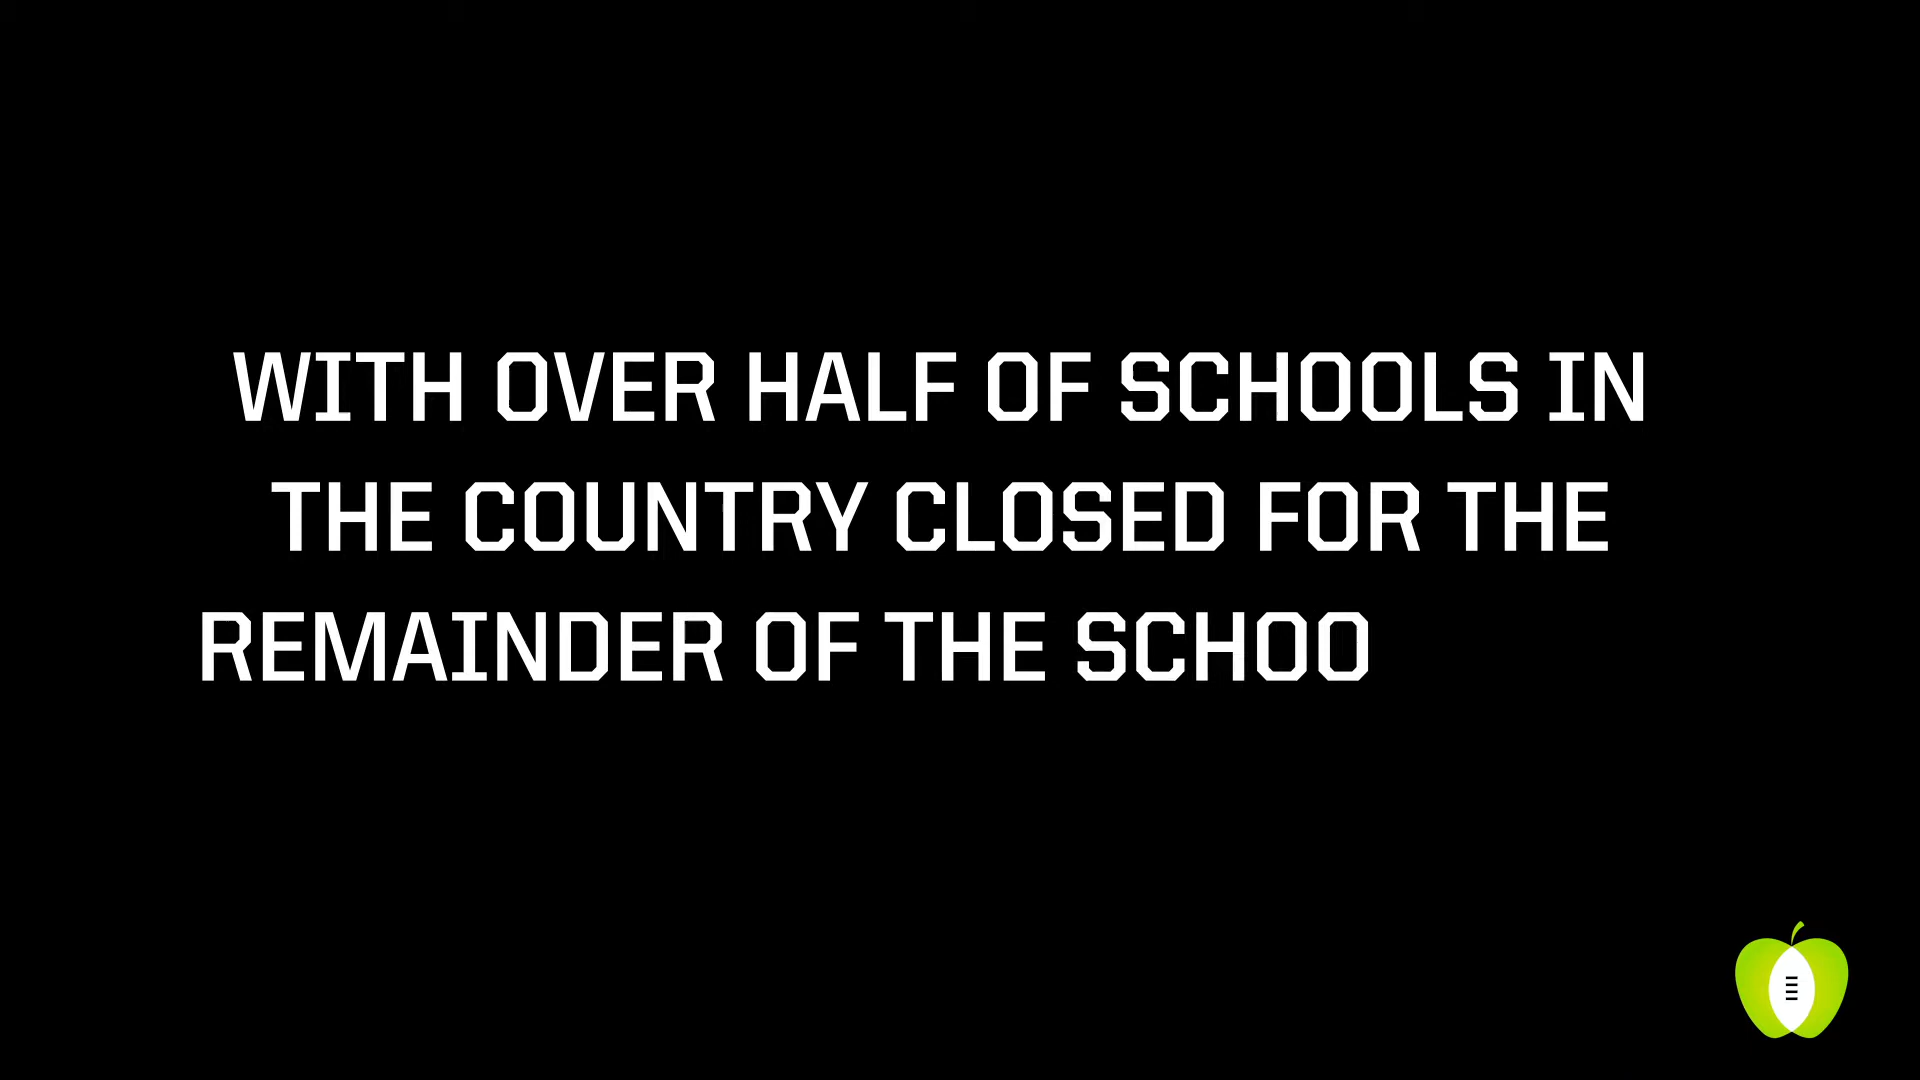 WITH OVER HALF OF SCHOOLS IN
THE COUNTRY CLOSED FOR THE
REMAINDER OF THE SCHOO